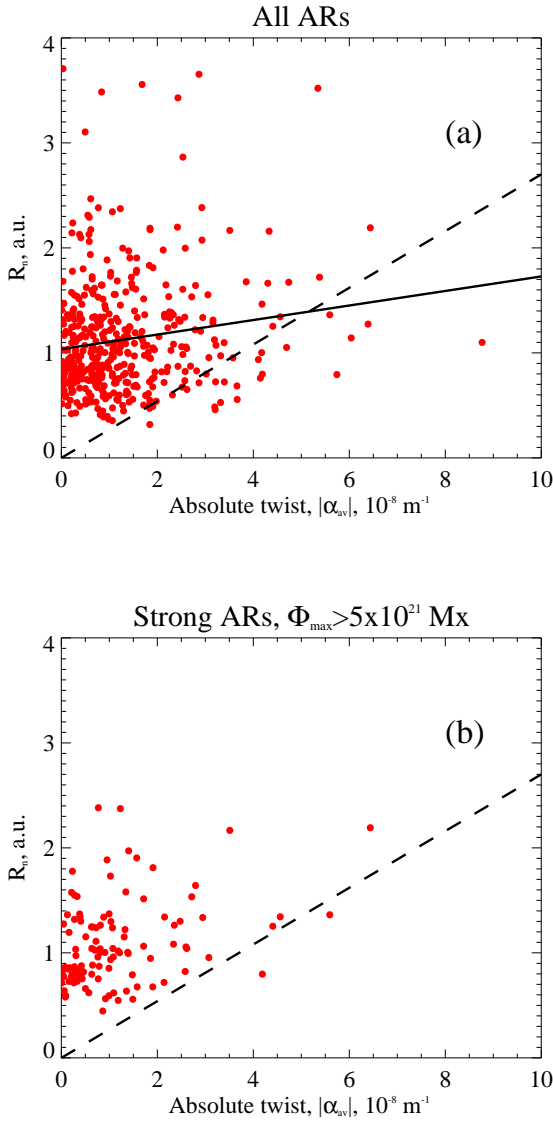 All ARs
4
3
2
1
0
(a)
Rₙ, a.u.
0 2 4 6 8 10
Absolute twist, |αₐᵥ|, 10⁻⁸ m⁻¹
Strong ARs, Φₘₐₓ>5x10²¹ Mx
4
3
2
1
0
(b)
Rₙ, a.u.
0 2 4 6 8 10
Absolute twist, |αₐᵥ|, 10⁻⁸ m⁻¹